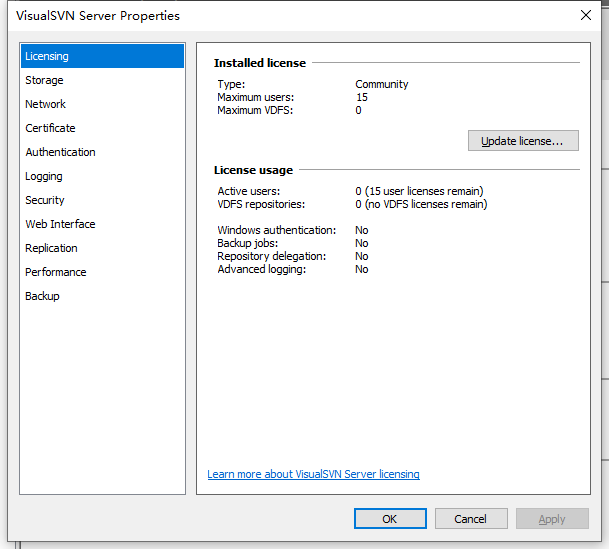 VisualSVN Server Properties
Licensing
Storage
Network
Certificate
Authentication
Logging
Security
Web Interface
Replication
Performance
Backup
Installed license
Type: Community
Maximum users: 15
Maximum VDFS: 0
Update license...
License usage
Active users: 0 (15 user licenses remain)
VDFS repositories: 0 (no VDFS licenses remain)
Windows authentication: No
Backup jobs: No
Repository delegation: No
Advanced logging: No
Learn more about VisualSVN Server licensing
OK Cancel Apply